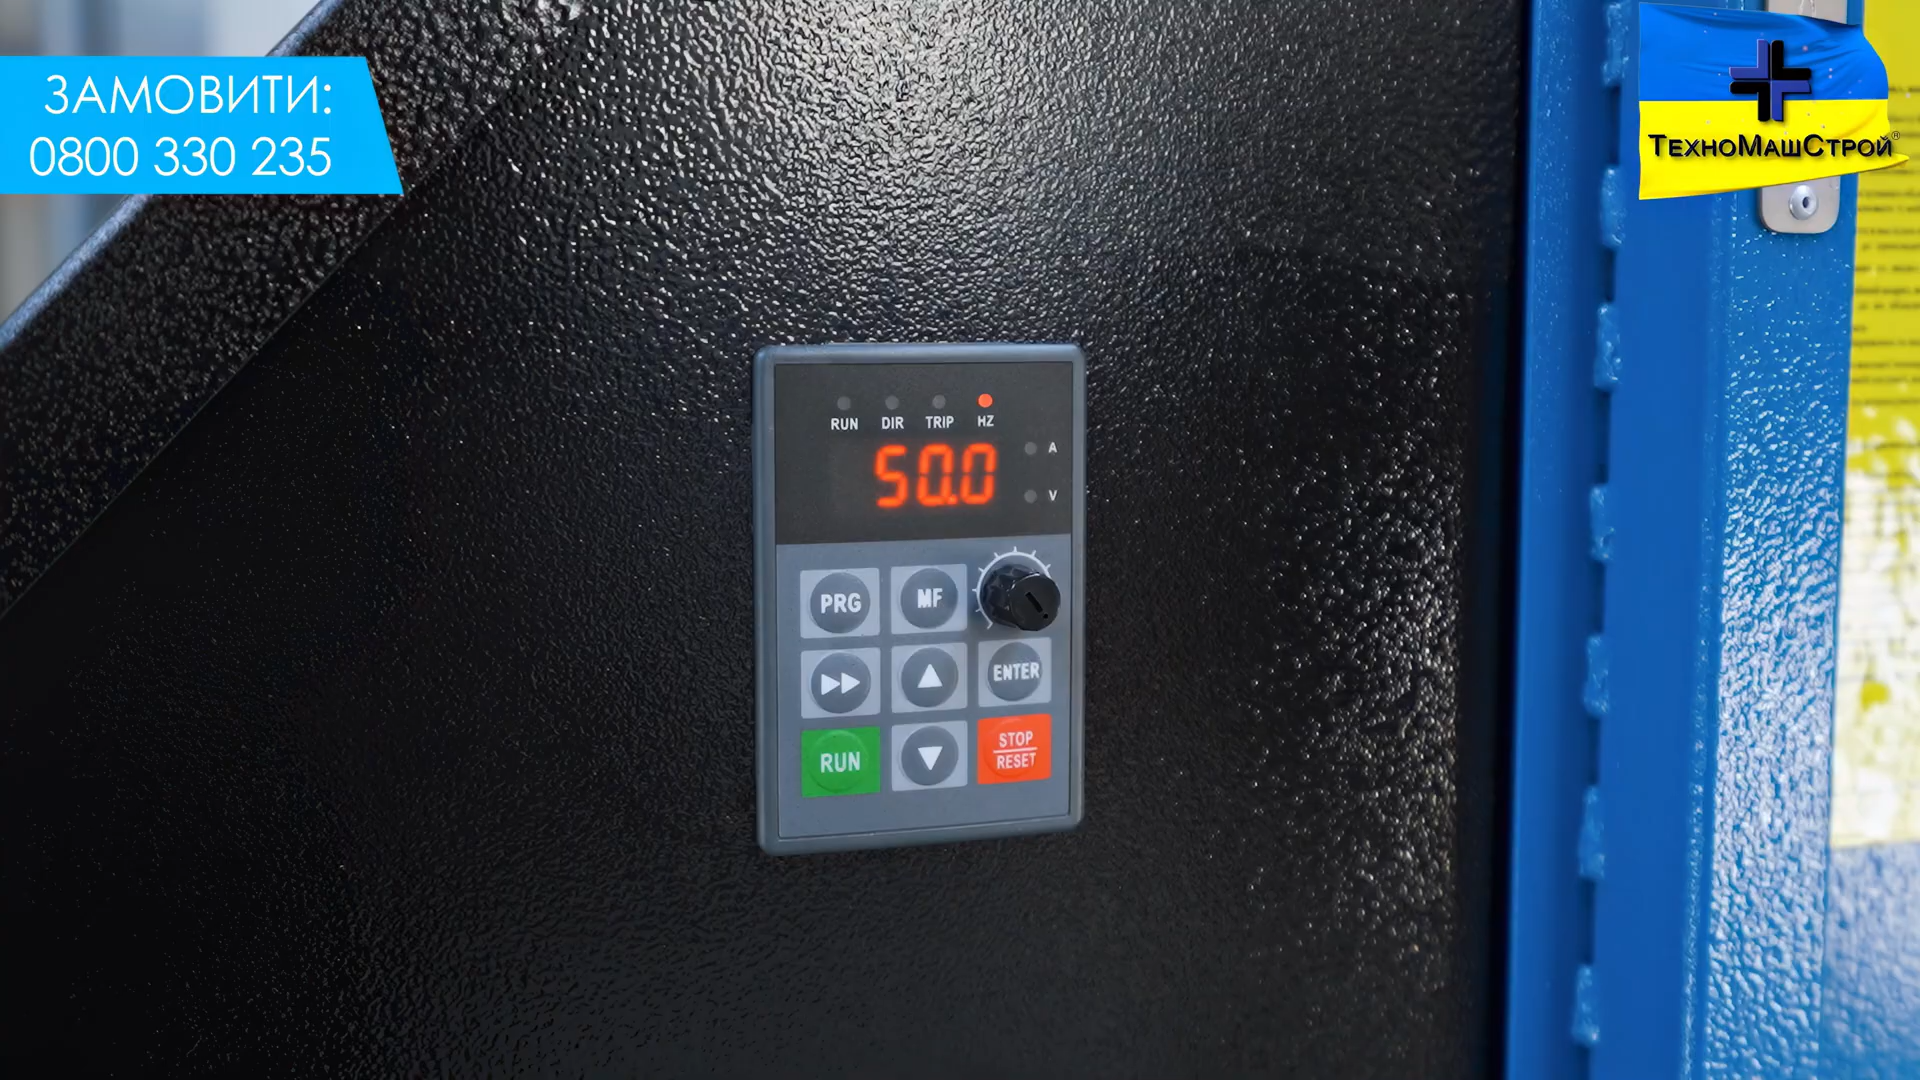 ЗАМОВИТИ:
0800 330 235
ТехноМашСтрой®
RUN DIR TRIP HZ
A
50.0
V
PRG MF
ENTER
RUN
STOP
RESET